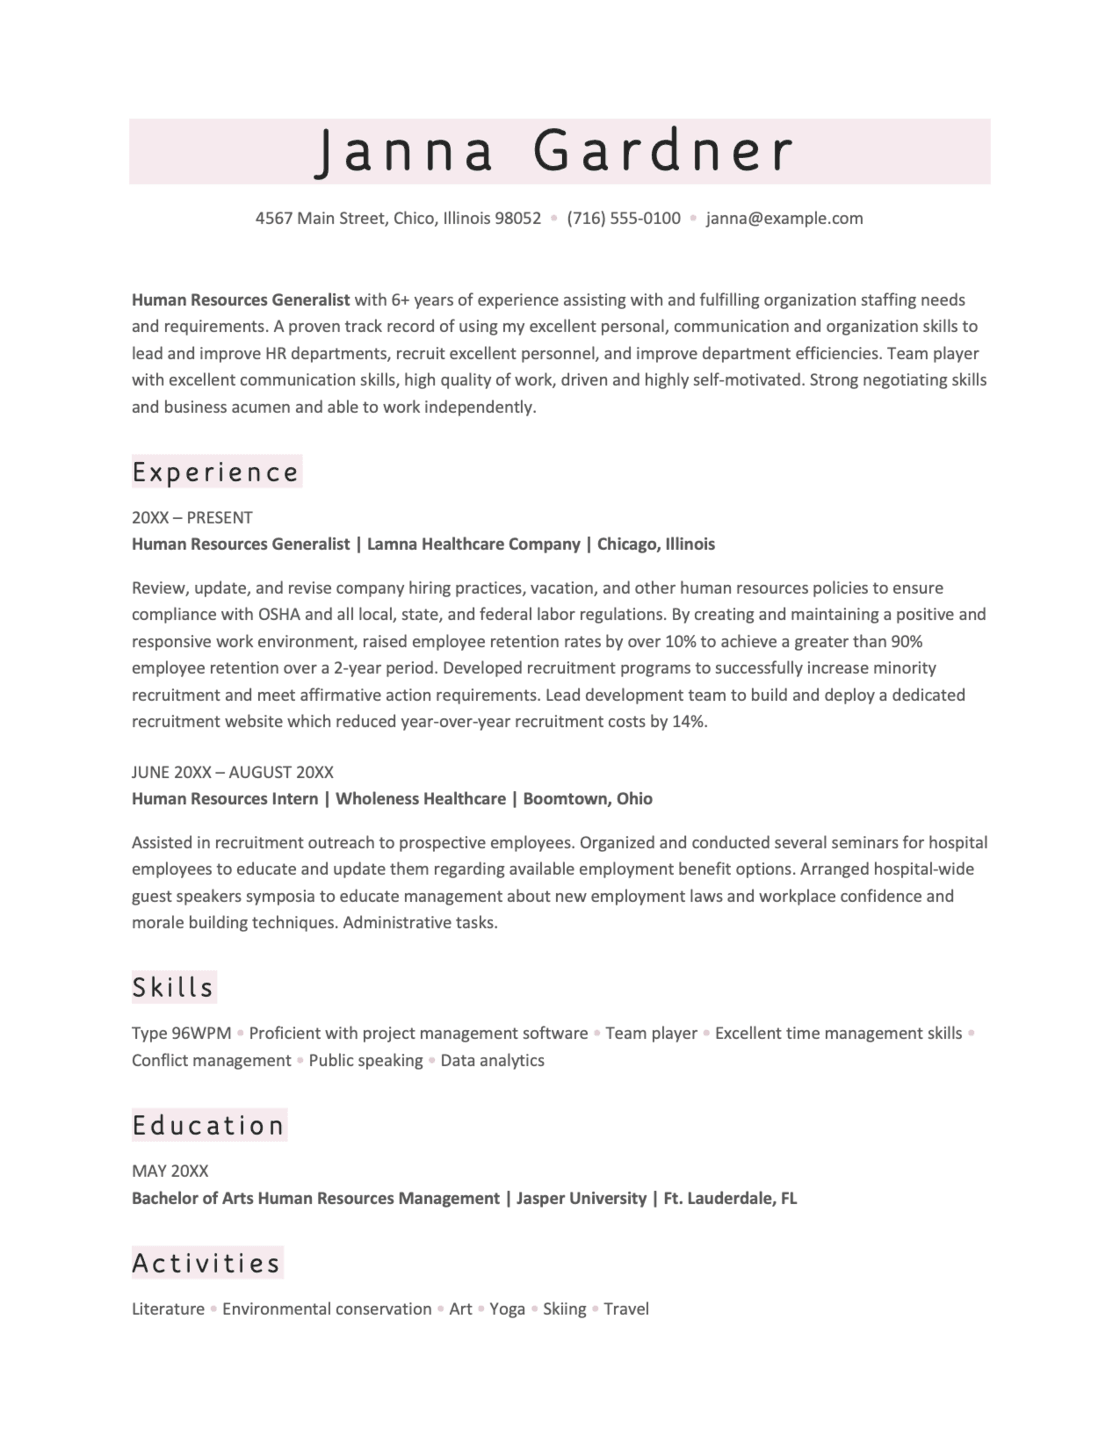 Janna Gardner
4567 Main Street, Chico, Illinois 98052 • (716) 555-0100 • janna@example.com
Human Resources Generalist with 6+ years of experience assisting with and fulfilling organization staffing needs
and requirements. A proven track record of using my excellent personal, communication and organization skills to
lead and improve HR departments, recruit excellent personnel, and improve department efficiencies. Team player
with excellent communication skills, high quality of work, driven and highly self-motivated. Strong negotiating skills
and business acumen and able to work independently.
Experience
20XX – PRESENT
Human Resources Generalist | Lamna Healthcare Company | Chicago, Illinois
Review, update, and revise company hiring practices, vacation, and other human resources policies to ensure
compliance with OSHA and all local, state, and federal labor regulations. By creating and maintaining a positive and
responsive work environment, raised employee retention rates by over 10% to achieve a greater than 90%
employee retention over a 2-year period. Developed recruitment programs to successfully increase minority
recruitment and meet affirmative action requirements. Lead development team to build and deploy a dedicated
recruitment website which reduced year-over-year recruitment costs by 14%.
JUNE 20XX – AUGUST 20XX
Human Resources Intern | Wholeness Healthcare | Boomtown, Ohio
Assisted in recruitment outreach to prospective employees. Organized and conducted several seminars for hospital
employees to educate and update them regarding available employment benefit options. Arranged hospital-wide
guest speakers symposia to educate management about new employment laws and workplace confidence and
morale building techniques. Administrative tasks.
Skills
Type 96WPM • Proficient with project management software • Team player • Excellent time management skills •
Conflict management • Public speaking • Data analytics
Education
MAY 20XX
Bachelor of Arts Human Resources Management | Jasper University | Ft. Lauderdale, FL
Activities
Literature • Environmental conservation • Art • Yoga • Skiing • Travel